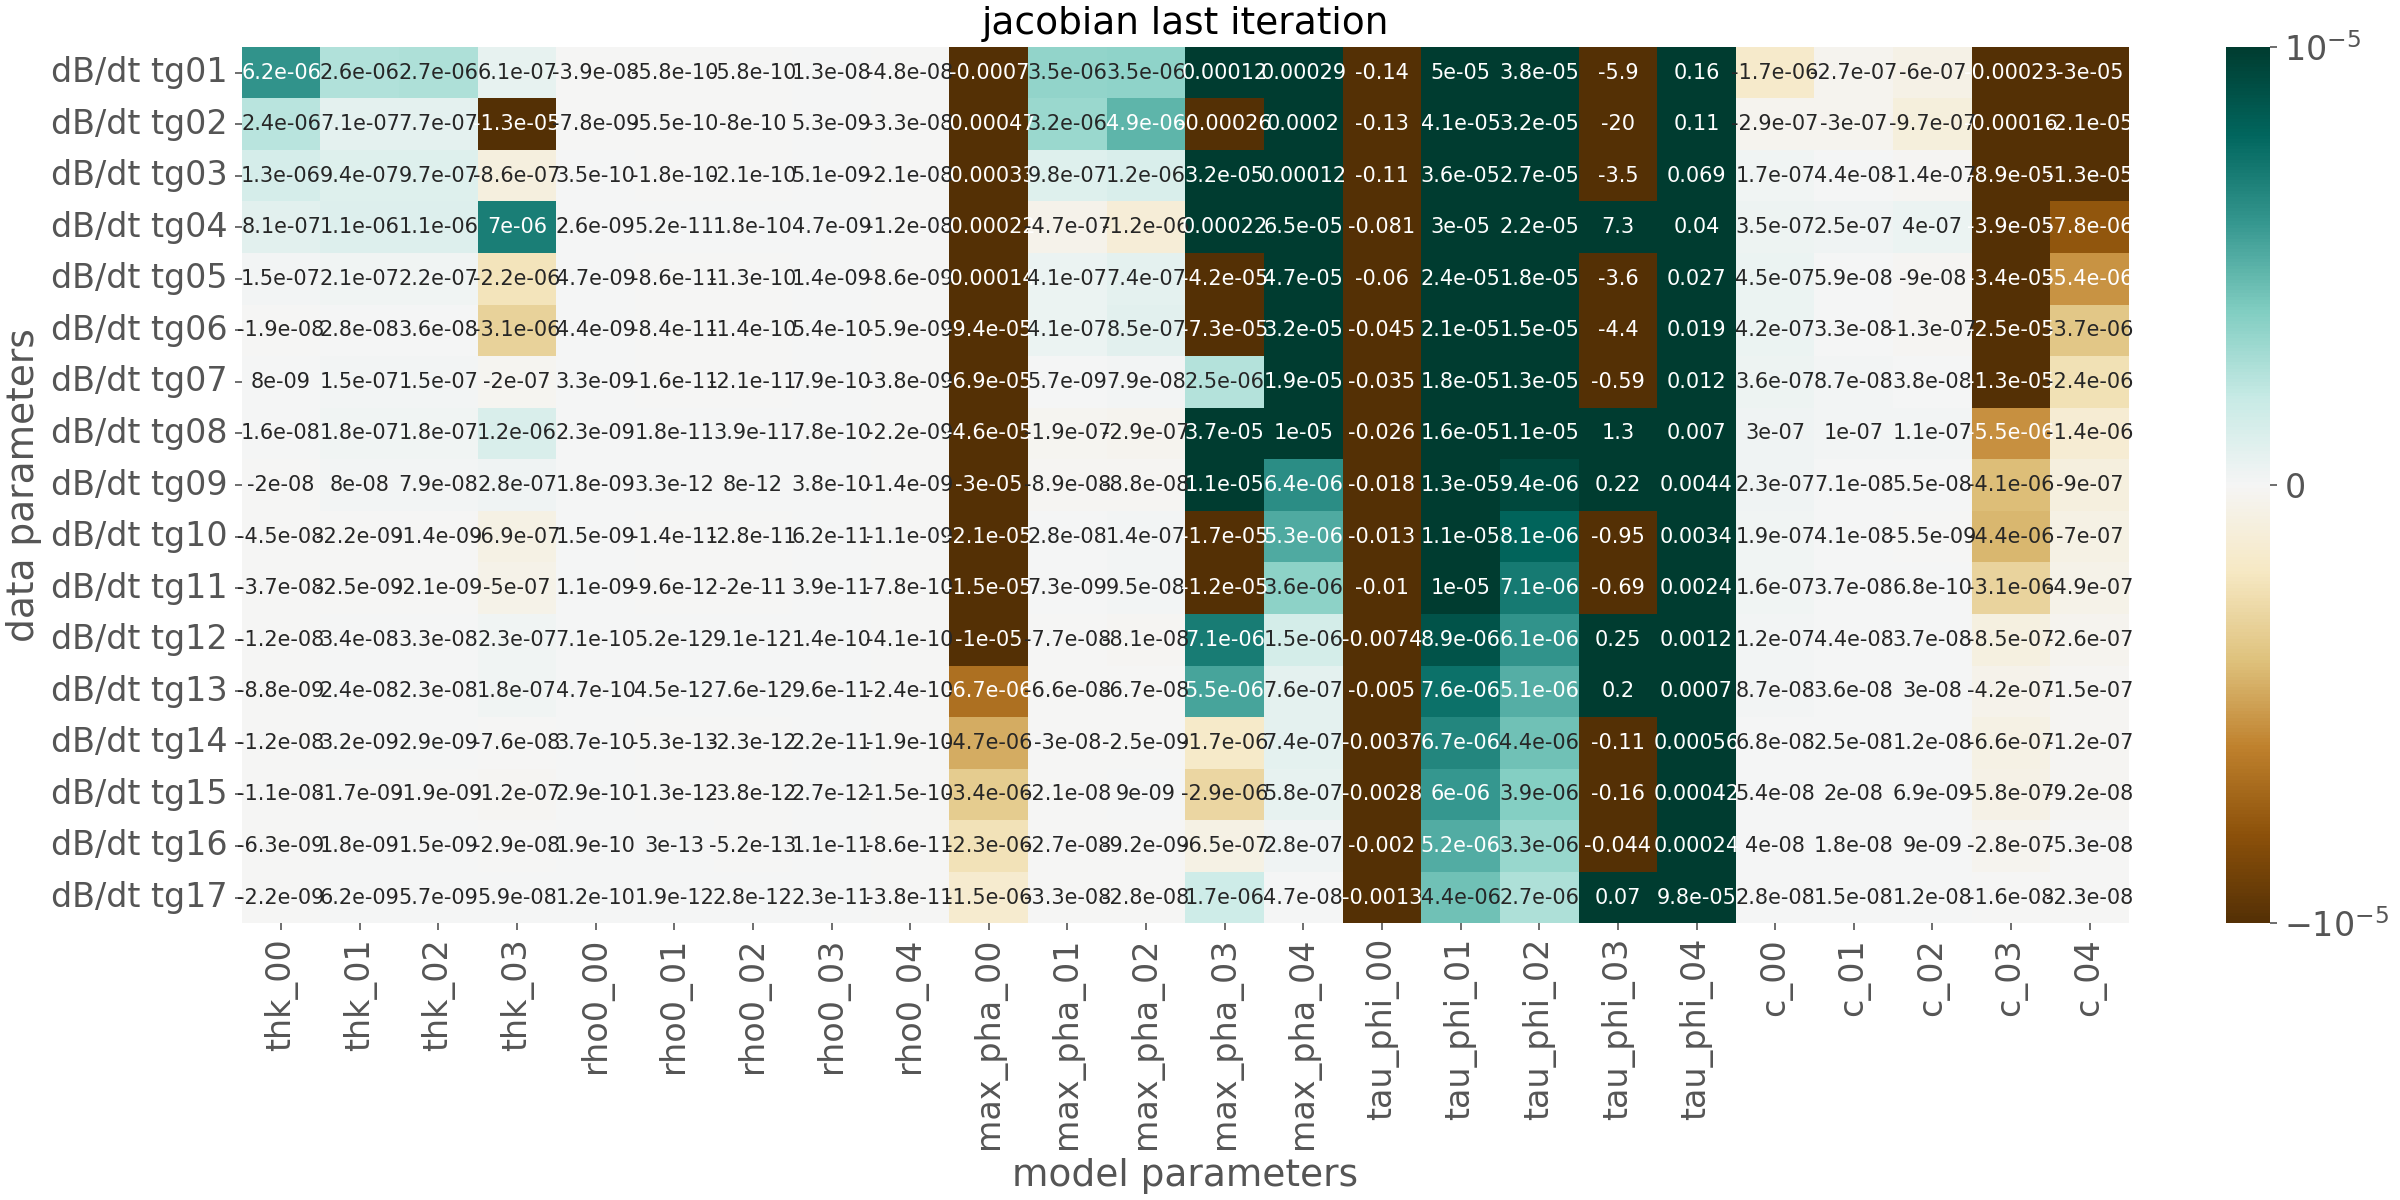 jacobian last iteration
dB/dt tg01 6.2e-06 2.6e-06 2.7e-06 6.1e-07 -3.9e-08 -5.8e-10 -5.8e-10 1.3e-08 -4.8e-08 -0.0007 3.5e-06 3.5e-06 0.00012 0.00029 -0.14 5e-05 3.8e-05 -5.9 0.16 -1.7e-06 -2.7e-07 -6e-07 -0.00023 -3e-05
dB/dt tg02 2.4e-06 7.1e-07 7.7e-07 -1.3e-05 -7.8e-09 -5.5e-10 -8e-10 5.3e-09 -3.3e-08 -0.00047 3.2e-06 4.9e-06 -0.00026 0.0002 -0.13 4.1e-05 3.2e-05 -20 0.11 -2.9e-07 -3e-07 -9.7e-07 -0.00016 -2.1e-05
dB/dt tg03 1.3e-06 9.4e-07 9.7e-07 -8.6e-07 3.5e-10 -1.8e-10 -2.1e-10 5.1e-09 -2.1e-08 -0.00033 9.8e-07 1.2e-06 3.2e-05 0.00012 -0.11 3.6e-05 2.7e-05 -3.5 0.069 1.7e-07 4.4e-08 -1.4e-07 -8.9e-05 -1.3e-05
dB/dt tg04 8.1e-07 1.1e-06 1.1e-06 7e-06 2.6e-09 5.2e-11 1.8e-10 4.7e-09 -1.2e-08 -0.00022 -4.7e-07 -1.2e-06 0.00022 6.5e-05 -0.081 3e-05 2.2e-05 7.3 0.04 3.5e-07 2.5e-07 4e-07 -3.9e-05 -7.8e-06
dB/dt tg05 1.5e-07 2.1e-07 2.2e-07 -2.2e-06 4.7e-09 -8.6e-11 -1.3e-10 1.4e-09 -8.6e-09 -0.00014 4.1e-07 7.4e-07 -4.2e-05 4.7e-05 -0.06 2.4e-05 1.8e-05 -3.6 0.027 4.5e-07 5.9e-08 -9e-08 -3.4e-05 -5.4e-06
dB/dt tg06 -1.9e-08 2.8e-08 3.6e-08 -3.1e-06 4.4e-09 -8.4e-11 -1.4e-10 5.4e-10 -5.9e-09 -9.4e-05 4.1e-07 8.5e-07 -7.3e-05 3.2e-05 -0.045 2.1e-05 1.5e-05 -4.4 0.019 4.2e-07 3.3e-08 -1.3e-07 -2.5e-05 -3.7e-06
dB/dt tg07 8e-09 1.5e-07 1.5e-07 -2e-07 3.3e-09 -1.6e-11 -2.1e-11 7.9e-10 -3.8e-09 -6.9e-05 5.7e-09 7.9e-08 2.5e-06 1.9e-05 -0.035 1.8e-05 1.3e-05 -0.59 0.012 3.6e-07 8.7e-08 3.8e-08 -1.3e-05 -2.4e-06
dB/dt tg08 1.6e-08 1.8e-07 1.8e-07 1.2e-06 2.3e-09 1.8e-11 3.9e-11 7.8e-10 -2.2e-09 -4.6e-05 -1.9e-07 -2.9e-07 3.7e-05 1e-05 -0.026 1.6e-05 1.1e-05 1.3 0.007 3e-07 1e-07 1.1e-07 -5.5e-06 -1.4e-06
dB/dt tg09 -2e-08 8e-08 7.9e-08 2.8e-07 1.8e-09 3.3e-12 8e-12 3.8e-10 -1.4e-09 -3e-05 -8.9e-08 -8.8e-08 1.1e-05 6.4e-06 -0.018 1.3e-05 9.4e-06 0.22 0.0044 2.3e-07 7.1e-08 5.5e-08 -4.1e-06 -9e-07
dB/dt tg10 -4.5e-08 -2.2e-09 -1.4e-09 -6.9e-07 1.5e-09 -1.4e-11 -2.8e-11 6.2e-11 -1.1e-09 -2.1e-05 2.8e-08 1.4e-07 -1.7e-05 5.3e-06 -0.013 1.1e-05 8.1e-06 -0.95 0.0034 1.9e-07 4.1e-08 -5.5e-09 -4.4e-06 -7e-07
dB/dt tg11 -3.7e-08 -2.5e-09 -2.1e-09 -5e-07 1.1e-09 -9.6e-12 -2e-11 3.9e-11 -7.8e-10 -1.5e-05 7.3e-09 9.5e-08 -1.2e-05 3.6e-06 -0.01 1e-05 7.1e-06 -0.69 0.0024 1.6e-07 3.7e-08 6.8e-10 -3.1e-06 -4.9e-07
dB/dt tg12 -1.2e-08 3.4e-08 3.3e-08 2.3e-07 7.1e-10 5.2e-12 9.1e-12 1.4e-10 -4.1e-10 -1e-05 -7.7e-08 -8.1e-08 7.1e-06 1.5e-06 -0.0074 8.9e-06 6.1e-06 0.25 0.0012 1.2e-07 4.4e-08 3.7e-08 -8.5e-07 -2.6e-07
dB/dt tg13 -8.8e-09 2.4e-08 2.3e-08 1.8e-07 4.7e-10 4.5e-12 7.6e-12 9.6e-11 -2.4e-10 -6.7e-06 -6.6e-08 -6.7e-08 5.5e-06 7.6e-07 -0.005 7.6e-06 5.1e-06 0.2 0.0007 8.7e-08 3.6e-08 3e-08 -4.2e-07 -1.5e-07
dB/dt tg14 -1.2e-08 3.2e-09 2.9e-09 -7.6e-08 3.7e-10 -5.3e-13 -2.3e-12 2.2e-11 -1.9e-10 -4.7e-06 -3e-08 -2.5e-09 -1.7e-06 7.4e-07 -0.0037 6.7e-06 4.4e-06 -0.11 0.00056 6.8e-08 2.5e-08 1.2e-08 -6.6e-07 -1.2e-07
dB/dt tg15 -1.1e-08 -1.7e-09 -1.9e-09 -1.2e-07 2.9e-10 -1.3e-12 -3.8e-12 2.7e-12 -1.5e-10 -3.4e-06 -2.1e-08 9e-09 -2.9e-06 5.8e-07 -0.0028 6e-06 3.9e-06 -0.16 0.00042 5.4e-08 2e-08 6.9e-09 -5.8e-07 -9.2e-08
dB/dt tg16 -6.3e-09 1.8e-09 1.5e-09 -2.9e-08 1.9e-10 3e-13 -5.2e-13 1.1e-11 -8.6e-11 -2.3e-06 -2.7e-08 -9.2e-09 -6.5e-07 2.8e-07 -0.002 5.2e-06 3.3e-06 -0.044 0.00024 4e-08 1.8e-08 9e-09 -2.8e-07 -5.3e-08
dB/dt tg17 -2.2e-09 6.2e-09 5.7e-09 5.9e-08 1.2e-10 1.9e-12 2.8e-12 2.3e-11 -3.8e-11 -1.5e-06 -3.3e-08 -2.8e-08 1.7e-06 4.7e-08 -0.0013 4.4e-06 2.7e-06 0.07 9.8e-05 2.8e-08 1.5e-08 1.2e-08 -1.6e-08 -2.3e-08
thk_00 thk_01 thk_02 thk_03 rho0_00 rho0_01 rho0_02 rho0_03 rho0_04 max_pha_00 max_pha_01 max_pha_02 max_pha_03 max_pha_04 tau_phi_00 tau_phi_01 tau_phi_02 tau_phi_03 tau_phi_04 c_00 c_01 c_02 c_03 c_04
model parameters
data parameters
10⁻⁵
0
−10⁻⁵